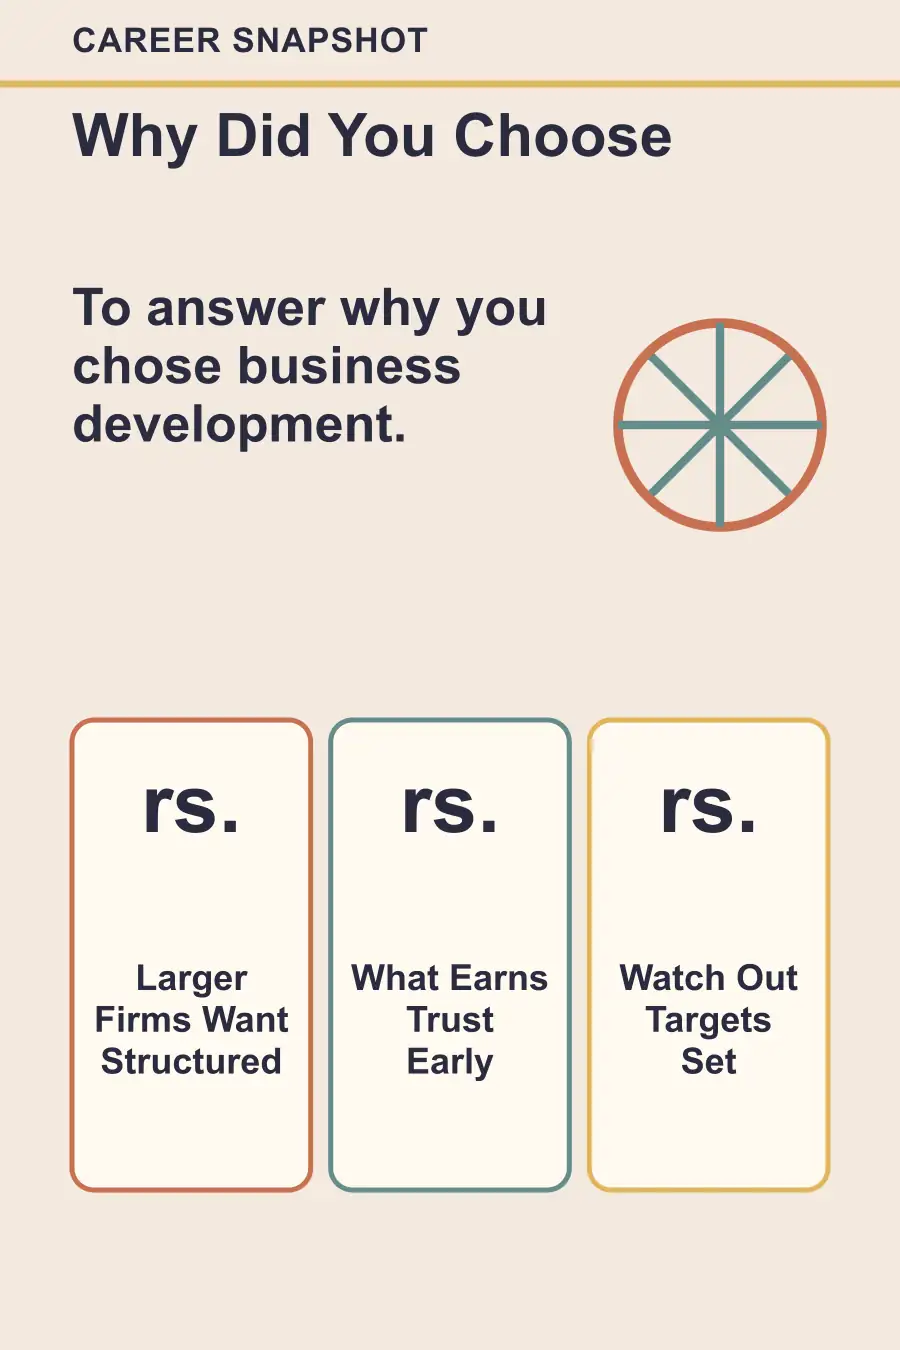 CAREER SNAPSHOT
Why Did You Choose
To answer why you
chose business
development.
rs.
Larger
Firms Want
Structured
rs.
What Earns
Trust
Early
rs.
Watch Out
Targets
Set